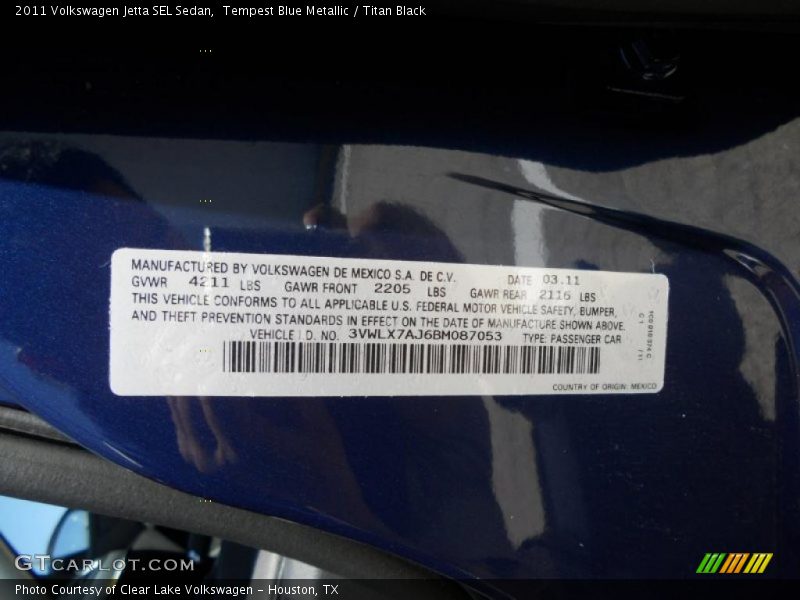 2011 Volkswagen Jetta SEL Sedan,  Tempest Blue Metallic / Titan Black
MANUFACTURED BY VOLKSWAGEN DE MEXICO S.A. DE C.V. DATE 03.11
GVWR 4211 LBS GAWR FRONT 2205 LBS GAWR REAR 2116 LBS
THIS VEHICLE CONFORMS TO ALL APPLICABLE U.S. FEDERAL MOTOR VEHICLE SAFETY, BUMPER,
AND THEFT PREVENTION STANDARDS IN EFFECT ON THE DATE OF MANUFACTURE SHOWN ABOVE.
VEHICLE I.D. NO. 3VWLX7AJ6BM087053 TYPE: PASSENGER CAR
COUNTRY OF ORIGIN: MEXICO
GTCARLOT.COM
Photo Courtesy of Clear Lake Volkswagen - Houston, TX